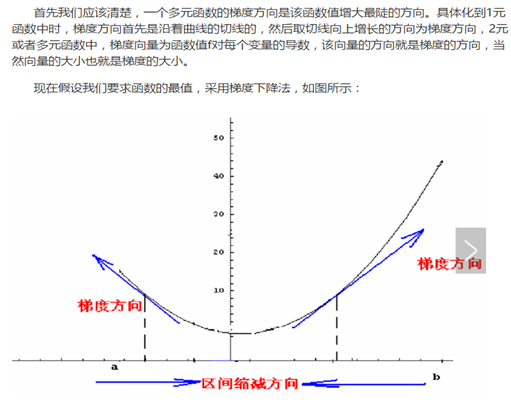 首先我们应该清楚，一个多元函数的梯度方向是该函数值增大最陡的方向。具体化到1元
函数中时，梯度方向首先是沿着曲线的切线的，然后取切线向上增长的方向为梯度方向，2元
或者多元函数中，梯度向量为函数值f对每个变量的导数，该向量的方向就是梯度的方向，当
然向量的大小也就是梯度的大小。
现在假设我们要求函数的最值，采用梯度下降法，如图所示：
50
40
30
20
10
梯度方向
梯度方向
a
b
区间缩减方向